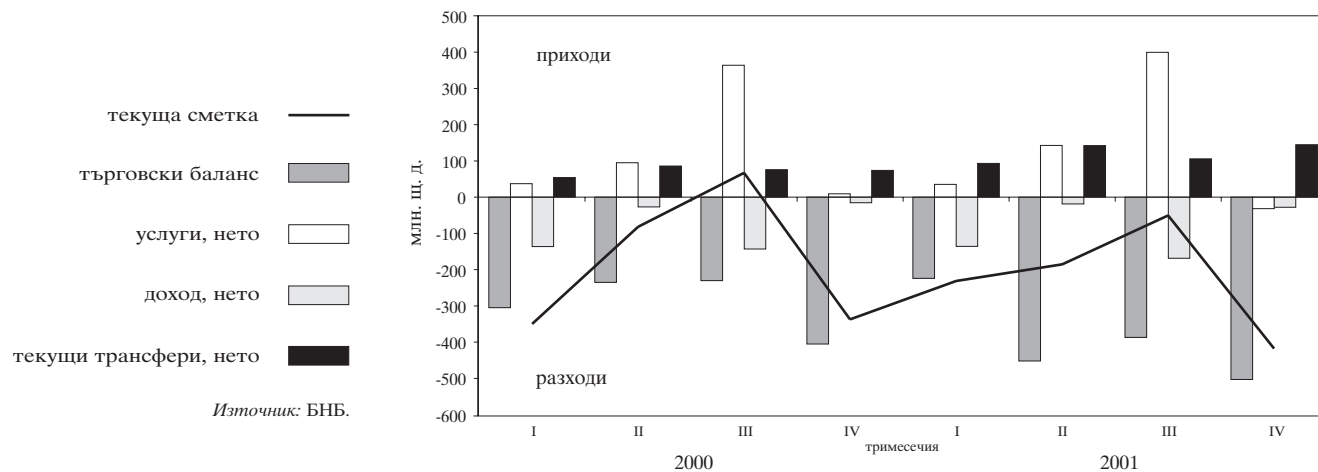 текуща сметка
търговски баланс
услуги, нето
доход, нето
текущи трансфери, нето
Източник: БНБ.
млн. щ. д.
500
400
300
200
100
0
-100
-200
-300
-400
-500
-600
приходи
разходи
I II III IV I II III IV
тримесечия
2000 2001